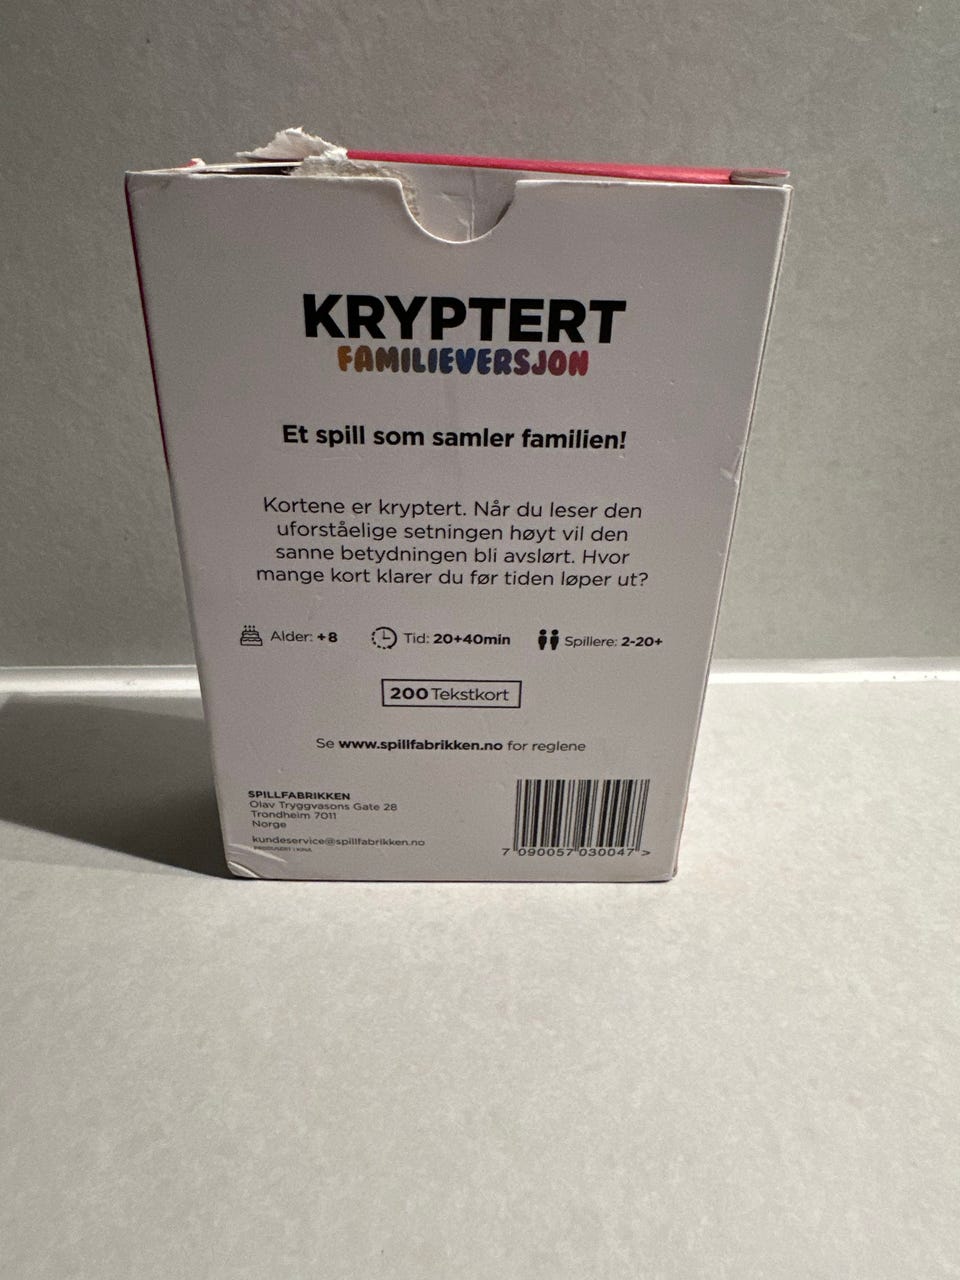 KRYPTERT
FAMILIEVERSJON
Et spill som samler familien!
Kortene er kryptert. Når du leser den
uforståelige setningen høyt vil den
sanne betydningen bli avslørt. Hvor
mange kort klarer du før tiden løper ut?
Alder: +8
Tid: 20+40min
Spillere: 2-20+
200 Tekstkort
Se www.spillfabrikken.no for reglene
SPILLFABRIKKEN
Olav Tryggvasons Gate 28
Trondheim 7011
Norge
kundeservice@spillfabrikken.no
PRODUSERT I KINA
7 090057 030047 >